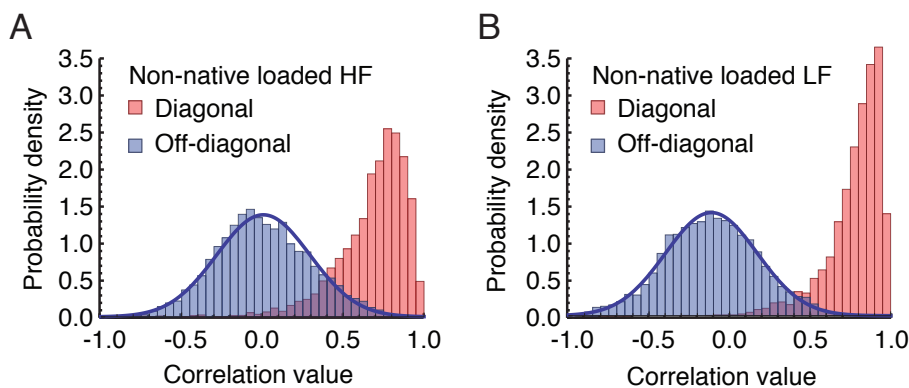 A
Probability density
3.5
3.0
2.5
2.0
1.5
1.0
0.5
0.0
Non-native loaded HF
Diagonal
Off-diagonal
-1.0 -0.5 0.0 0.5 1.0
Correlation value
B
Probability density
3.5
3.0
2.5
2.0
1.5
1.0
0.5
0.0
Non-native loaded LF
Diagonal
Off-diagonal
-1.0 -0.5 0.0 0.5 1.0
Correlation value